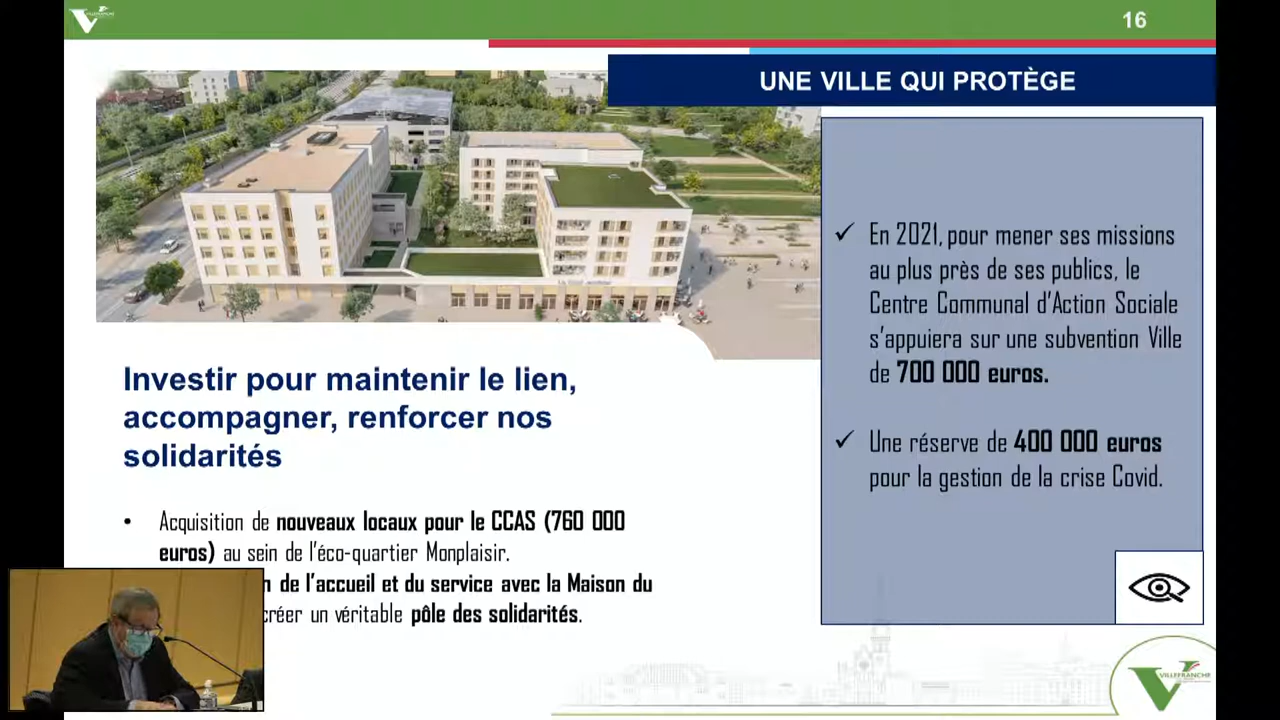 VILLEFRANCHE
16
UNE VILLE QUI PROTÈGE
Investir pour maintenir le lien,
accompagner, renforcer nos
solidarités
• Acquisition de nouveaux locaux pour le CCAS (760 000
euros) au sein de l'éco-quartier Monplaisir.
de l'accueil et du service avec la Maison du
créer un véritable pôle des solidarités.
✓ En 2021, pour mener ses missions
au plus près de ses publics, le
Centre Communal d'Action Sociale
s'appuiera sur une subvention Ville
de 700 000 euros.
✓ Une réserve de 400 000 euros
pour la gestion de la crise Covid.
VILLEFRANCHE